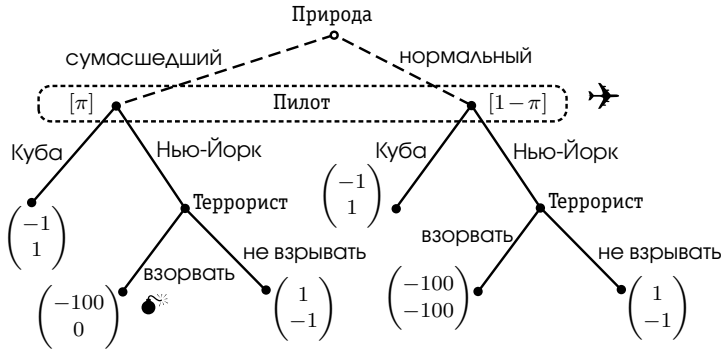 Природа
сумасшедший
нормальный
[π] Пилот [1−π]
Куба Нью-Йорк Куба Нью-Йорк
(−1 1) Террорист (−1 1) Террорист
взорвать не взрывать взорвать не взрывать
(−100 0) (1 −1) (−100 −100) (1 −1)